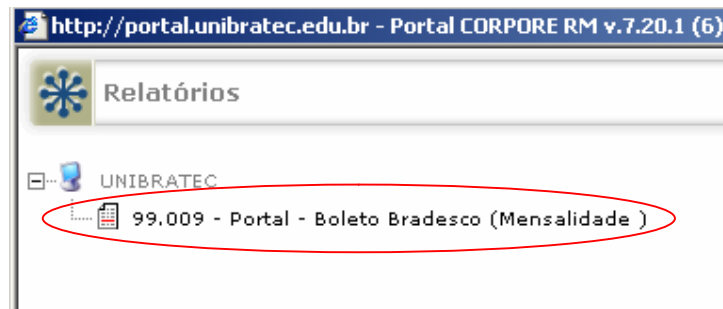 http://portal.unibratec.edu.br - Portal CORPORE RM v.7.20.1 (6)
Relatórios
UNIBRATEC
99.009 - Portal - Boleto Bradesco (Mensalidade )